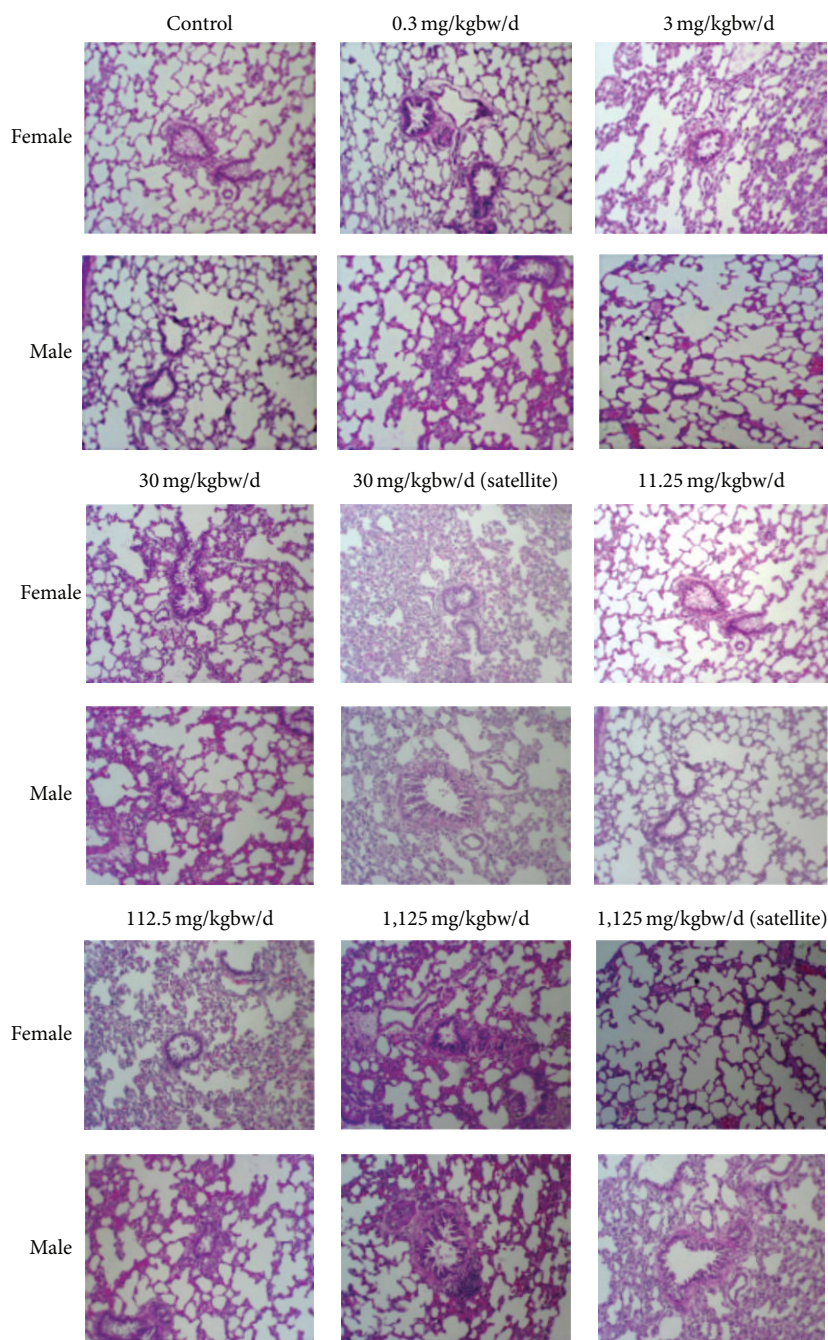 Control 0.3 mg/kgbw/d 3 mg/kgbw/d
Female
Male
30 mg/kgbw/d 30 mg/kgbw/d (satellite) 11.25 mg/kgbw/d
Female
Male
112.5 mg/kgbw/d 1,125 mg/kgbw/d 1,125 mg/kgbw/d (satellite)
Female
Male